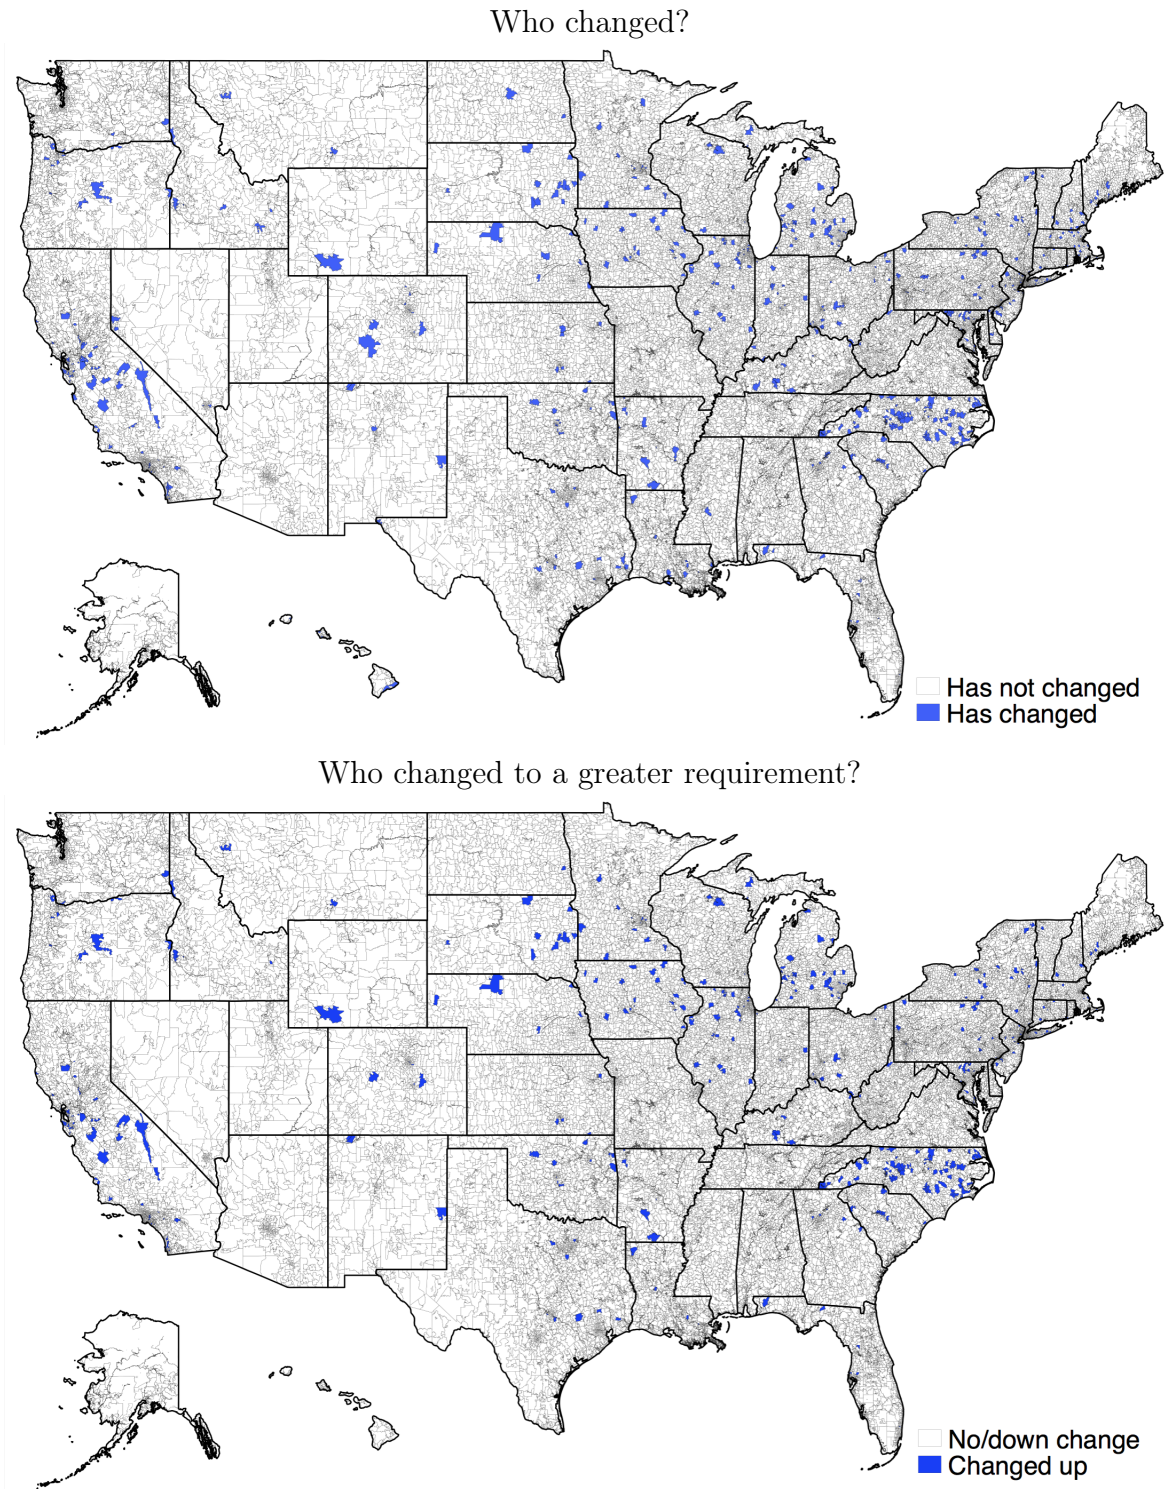 Who changed?
Has not changed
Has changed
Who changed to a greater requirement?
No/down change
Changed up